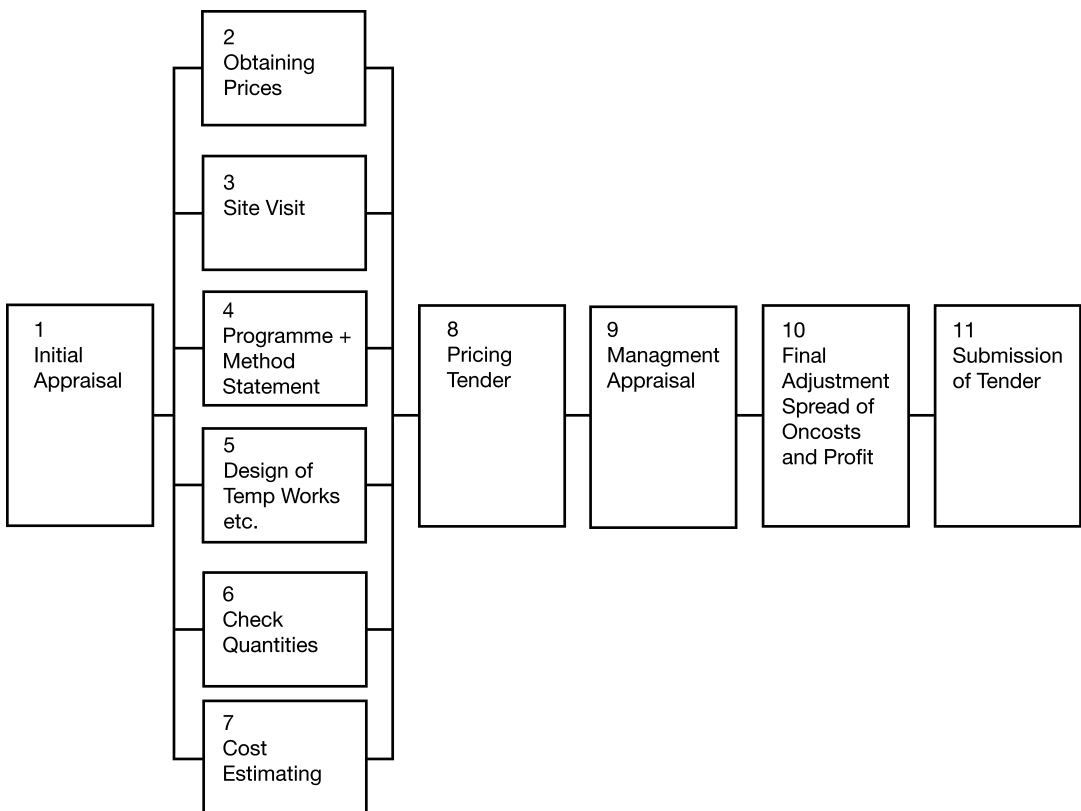 1
Initial
Appraisal
2
Obtaining
Prices
3
Site Visit
4
Programme +
Method
Statement
5
Design of
Temp Works
etc.
6
Check
Quantities
7
Cost
Estimating
8
Pricing
Tender
9
Managment
Appraisal
10
Final
Adjustment
Spread of
Oncosts
and Profit
11
Submission
of Tender